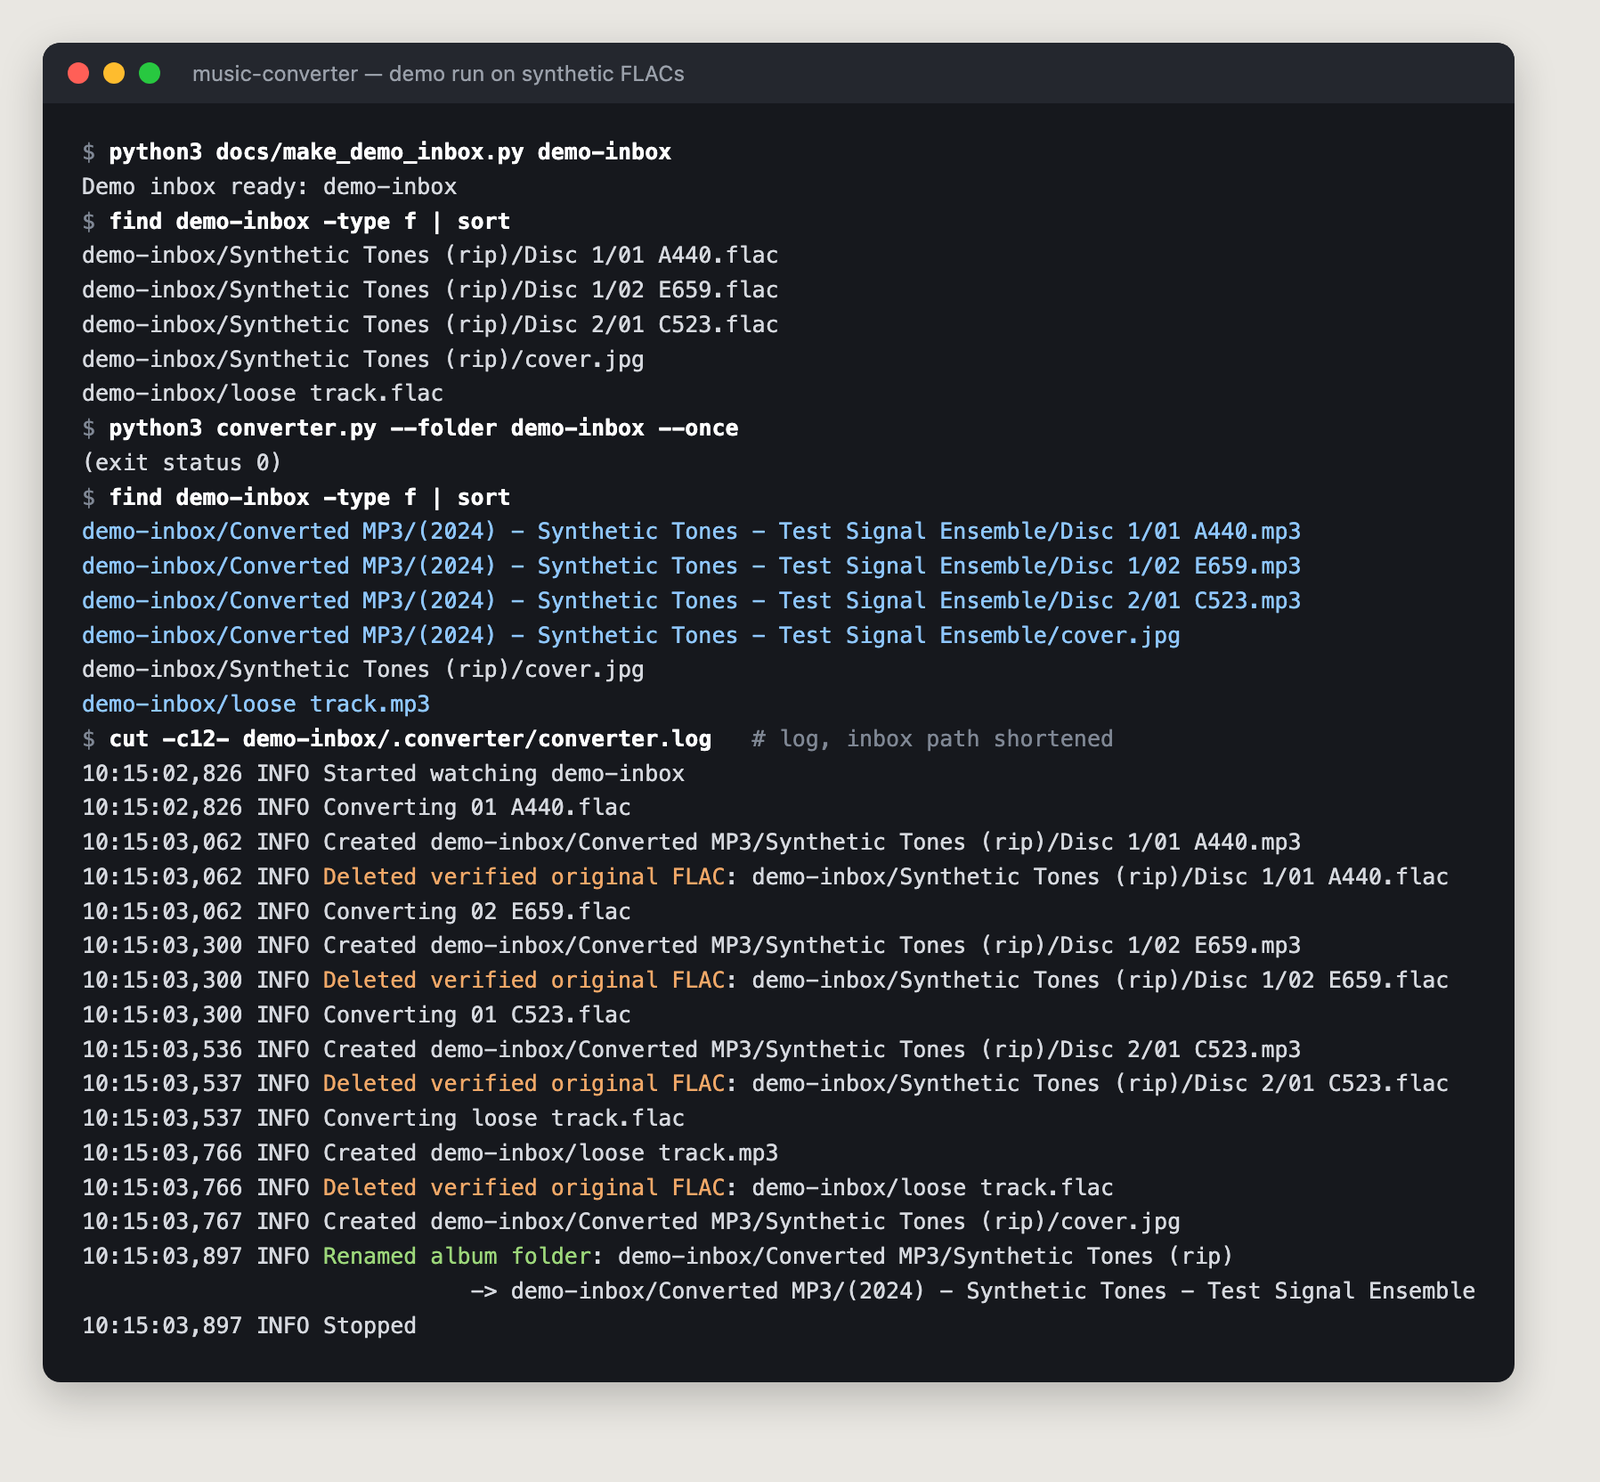 music-converter — demo run on synthetic FLACs
$ python3 docs/make_demo_inbox.py demo-inbox
Demo inbox ready: demo-inbox
$ find demo-inbox -type f | sort
demo-inbox/Synthetic Tones (rip)/Disc 1/01 A440.flac
demo-inbox/Synthetic Tones (rip)/Disc 1/02 E659.flac
demo-inbox/Synthetic Tones (rip)/Disc 2/01 C523.flac
demo-inbox/Synthetic Tones (rip)/cover.jpg
demo-inbox/loose track.flac
$ python3 converter.py --folder demo-inbox --once
(exit status 0)
$ find demo-inbox -type f | sort
demo-inbox/Converted MP3/(2024) - Synthetic Tones - Test Signal Ensemble/Disc 1/01 A440.mp3
demo-inbox/Converted MP3/(2024) - Synthetic Tones - Test Signal Ensemble/Disc 1/02 E659.mp3
demo-inbox/Converted MP3/(2024) - Synthetic Tones - Test Signal Ensemble/Disc 2/01 C523.mp3
demo-inbox/Converted MP3/(2024) - Synthetic Tones - Test Signal Ensemble/cover.jpg
demo-inbox/Synthetic Tones (rip)/cover.jpg
demo-inbox/loose track.mp3
$ cut -c12- demo-inbox/.converter/converter.log   # log, inbox path shortened
10:15:02,826 INFO Started watching demo-inbox
10:15:02,826 INFO Converting 01 A440.flac
10:15:03,062 INFO Created demo-inbox/Converted MP3/Synthetic Tones (rip)/Disc 1/01 A440.mp3
10:15:03,062 INFO Deleted verified original FLAC: demo-inbox/Synthetic Tones (rip)/Disc 1/01 A440.flac
10:15:03,062 INFO Converting 02 E659.flac
10:15:03,300 INFO Created demo-inbox/Converted MP3/Synthetic Tones (rip)/Disc 1/02 E659.mp3
10:15:03,300 INFO Deleted verified original FLAC: demo-inbox/Synthetic Tones (rip)/Disc 1/02 E659.flac
10:15:03,300 INFO Converting 01 C523.flac
10:15:03,536 INFO Created demo-inbox/Converted MP3/Synthetic Tones (rip)/Disc 2/01 C523.mp3
10:15:03,537 INFO Deleted verified original FLAC: demo-inbox/Synthetic Tones (rip)/Disc 2/01 C523.flac
10:15:03,537 INFO Converting loose track.flac
10:15:03,766 INFO Created demo-inbox/loose track.mp3
10:15:03,766 INFO Deleted verified original FLAC: demo-inbox/loose track.flac
10:15:03,767 INFO Created demo-inbox/Converted MP3/Synthetic Tones (rip)/cover.jpg
10:15:03,897 INFO Renamed album folder: demo-inbox/Converted MP3/Synthetic Tones (rip)
-> demo-inbox/Converted MP3/(2024) - Synthetic Tones - Test Signal Ensemble
10:15:03,897 INFO Stopped